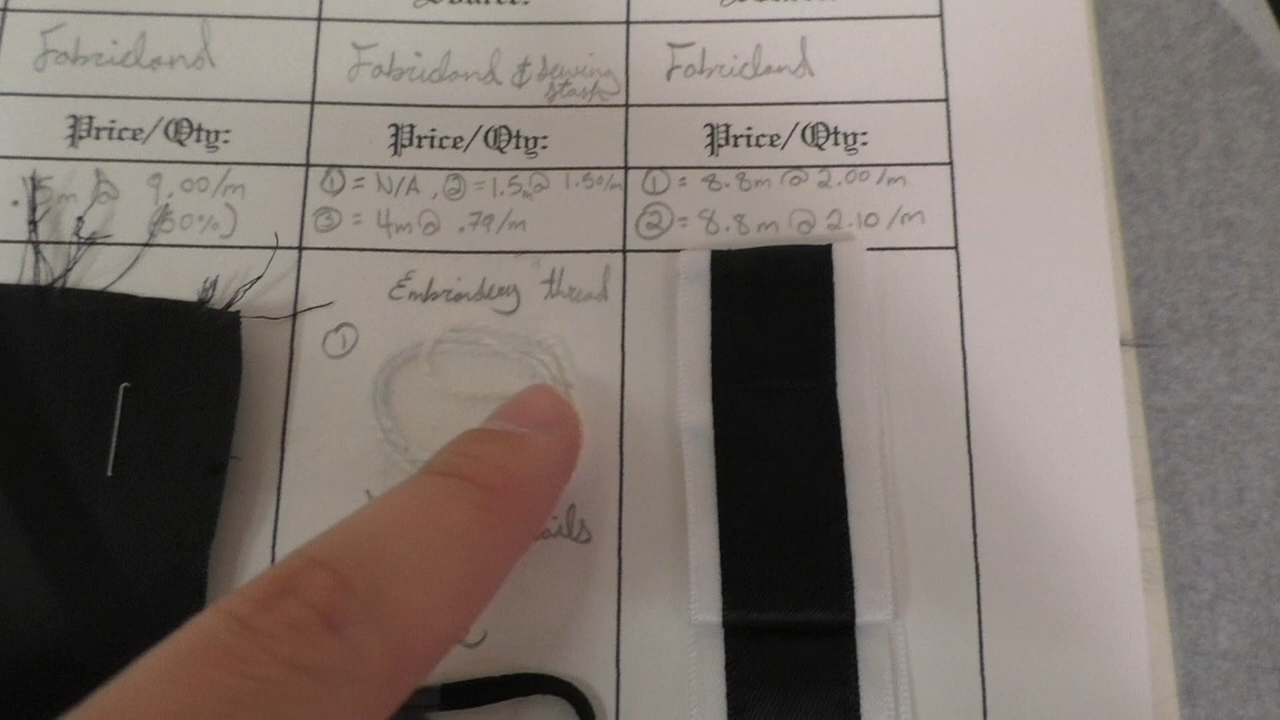 Fabricland
Fabricland & Sewing
Stash
Fabricland
Price/Qty:
Price/Qty:
Price/Qty:
.5m @ 9.00/m
(50%)
① = N/A, ② = 1.5m @ 1.50/m
③ = 4m @ .79/m
① = 8.8m @ 2.00/m
② = 8.8m @ 2.10/m
Embroidery thread
①